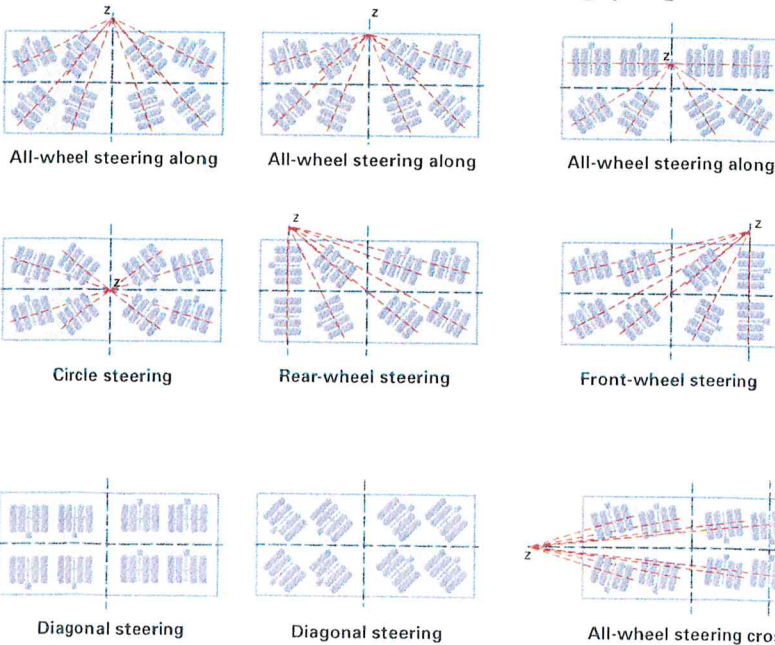 z z z
All-wheel steering along All-wheel steering along All-wheel steering along
z z z
Circle steering Rear-wheel steering Front-wheel steering
z
Diagonal steering Diagonal steering All-wheel steering